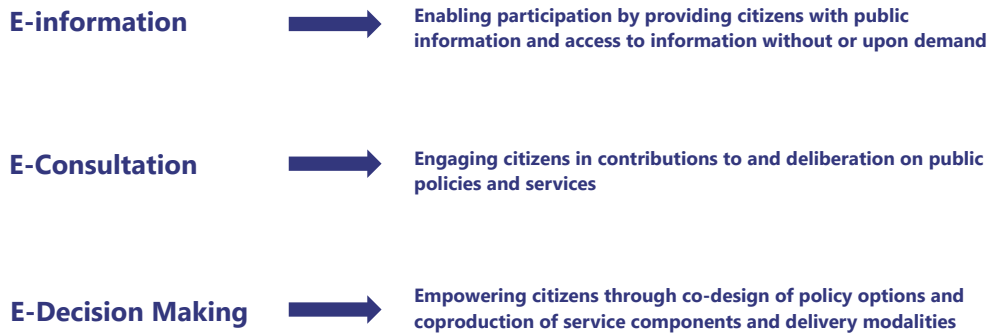 E-information
Enabling participation by providing citizens with public
information and access to information without or upon demand
E-Consultation
Engaging citizens in contributions to and deliberation on public
policies and services
E-Decision Making
Empowering citizens through co-design of policy options and
coproduction of service components and delivery modalities